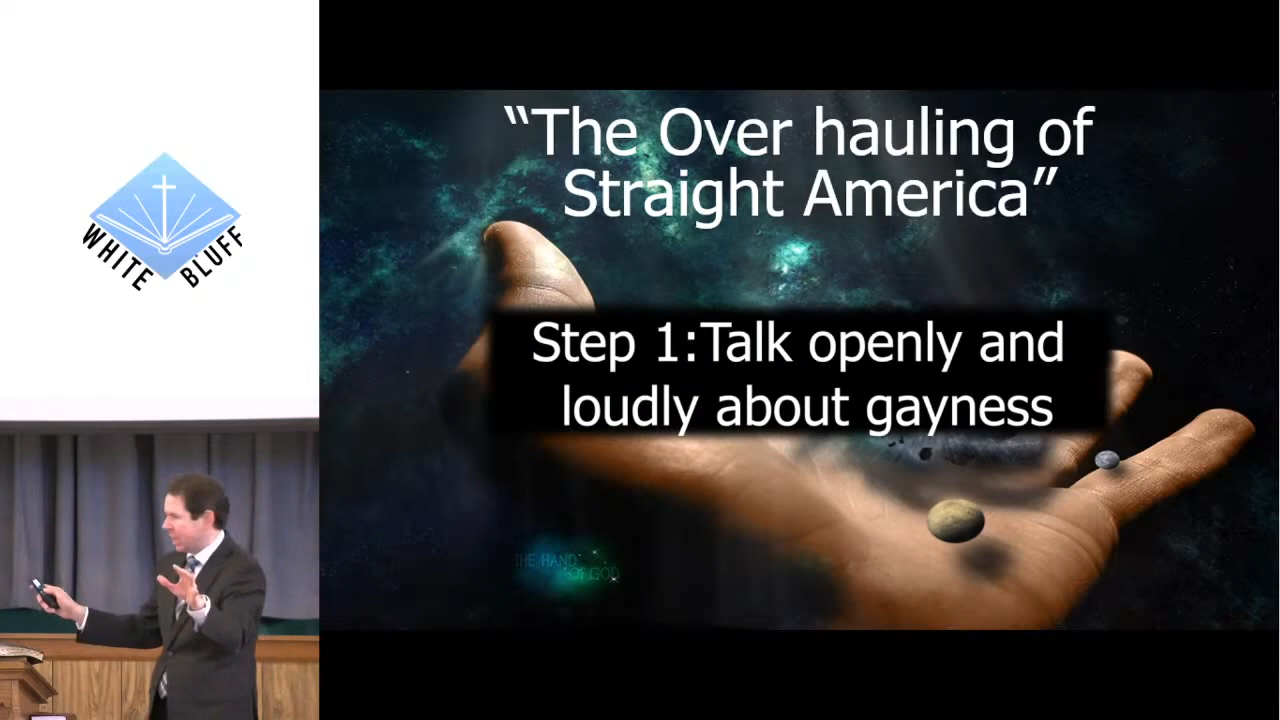 “The Over hauling of
Straight America”
Step 1:Talk openly and
loudly about gayness
WHITE
BLUFF
THE HAND
OF GOD